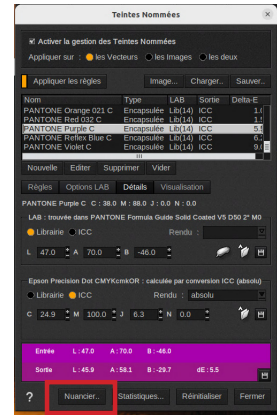 Teintes Nommées
Activer la gestion des Teintes Nommées
Appliquer sur : les Vecteurs les Images les deux
Appliquer les règles Image... Charger.. Sauver..
Nom Type LAB Sortie Delta-E
PANTONE Orange 021 C Encapsulée Lib(14) ICC
PANTONE Red 032 C Encapsulée Lib(14) ICC
PANTONE Purple C Encapsulée Lib(14) ICC 5.5
PANTONE Reflex Blue C Encapsulée Lib(14) ICC
PANTONE Violet C Encapsulée Lib(14) ICC
Nouvelle Editer Supprimer Vider
Règles Options LAB Détails Visualisation
PANTONE Purple C C : 38.0 M : 88.0 J : 0.0 N : 0.0
LAB : trouvée dans PANTONE Formula Guide Solid Coated V5 D50 2° M0
Librairie ICC Rendu :
L 47.0 A 70.0 B -46.0
Epson Precision Dot CMYKcmkOR : calculée par conversion ICC (absolu)
Librairie ICC Rendu : absolu
C 24.9 M 100.0 J 6.3 N 0.0
Entrée L : 47.0 A : 70.0 B : -46.0
Sortie L : 45.9 A : 58.1 B : -29.7 dE : 5.5
? Nuancier.. Statistiques... Réinitialiser Fermer